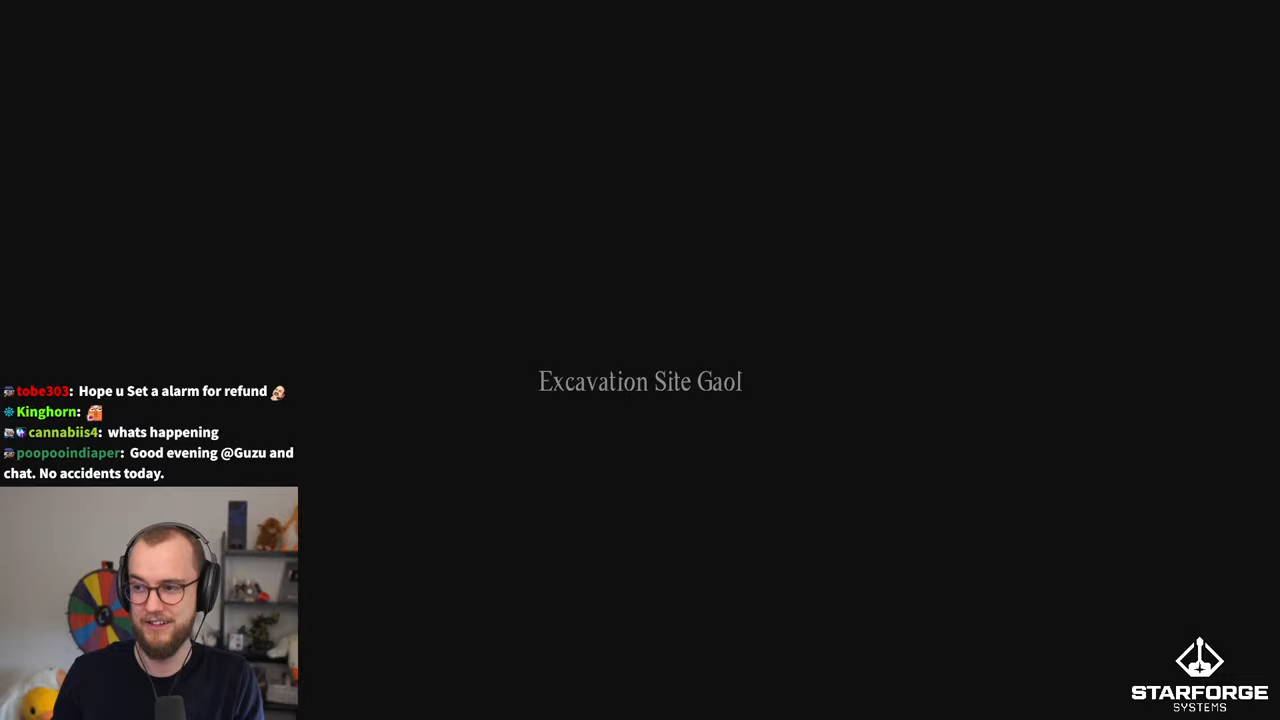 Excavation Site Gaol
tobe303: Hope u Set a alarm for refund
Kinghorn:
cannabiis4: whats happening
poopooindiaper: Good evening @Guzu and
chat. No accidents today.
STARFORGE
SYSTEMS